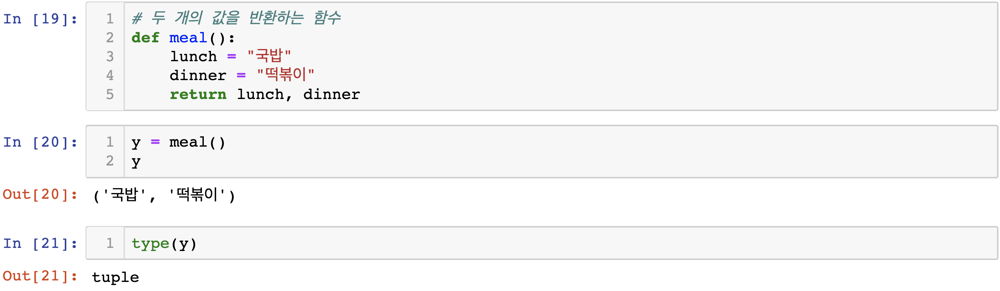 In [19]:
1 # 두 개의 값을 반환하는 함수
2 def meal():
3     lunch = "국밥"
4     dinner = "떡볶이"
5     return lunch, dinner
In [20]:
1 y = meal()
2 y
Out[20]: ('국밥', '떡볶이')
In [21]:
1 type(y)
Out[21]: tuple